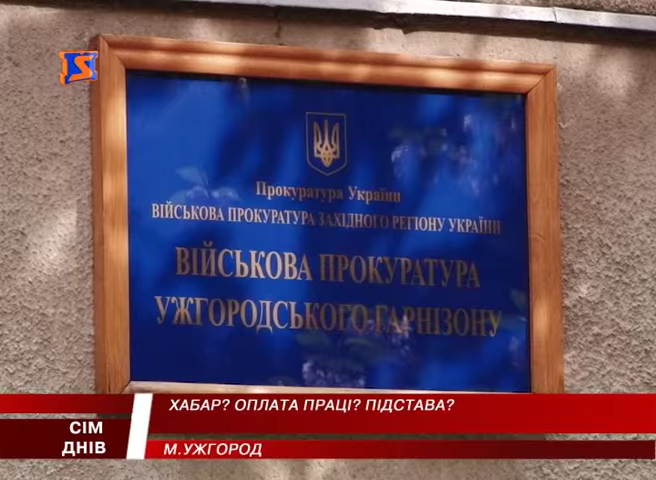 Прокуратура України
ВІЙСЬКОВА ПРОКУРАТУРА ЗАХІДНОГО РЕГІОНУ УКРАЇНИ
ВІЙСЬКОВА ПРОКУРАТУРА
УЖГОРОДСЬКОГО ГАРНІЗОНУ
ХАБАР? ОПЛАТА ПРАЦІ? ПІДСТАВА?
СІМ
ДНІВ
М.УЖГОРОД